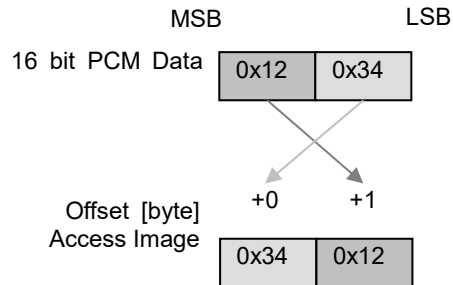 MSB LSB
16 bit PCM Data 0x12 0x34
+0 +1
Offset [byte]
Access Image
0x34 0x12